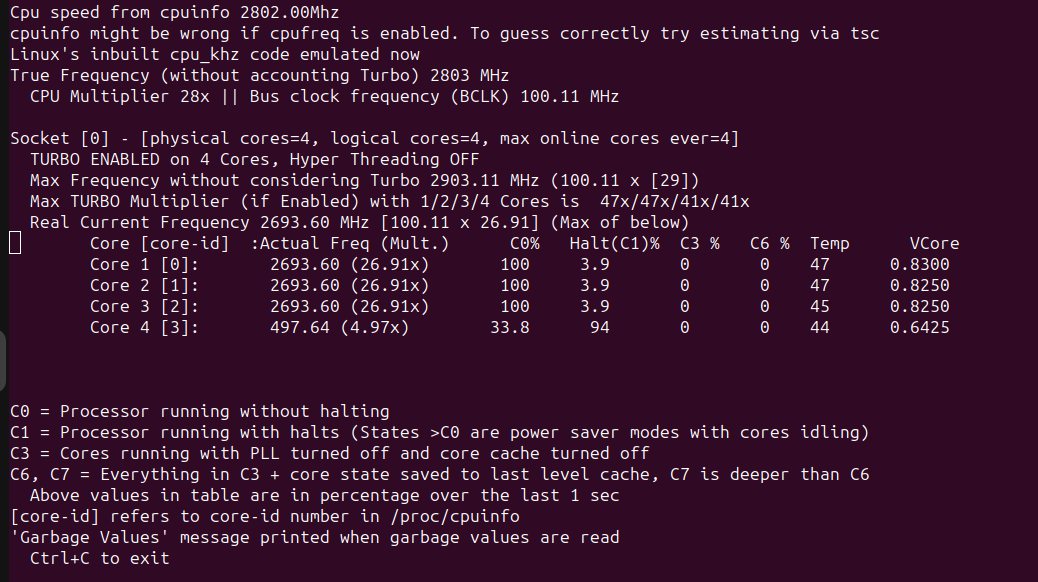 Cpu speed from cpuinfo 2802.00Mhz
cpuinfo might be wrong if cpufreq is enabled. To guess correctly try estimating via tsc
Linux's inbuilt cpu_khz code emulated now
True Frequency (without accounting Turbo) 2803 MHz
  CPU Multiplier 28x || Bus clock frequency (BCLK) 100.11 MHz

Socket [0] - [physical cores=4, logical cores=4, max online cores ever=4]
  TURBO ENABLED on 4 Cores, Hyper Threading OFF
  Max Frequency without considering Turbo 2903.11 MHz (100.11 x [29])
  Max TURBO Multiplier (if Enabled) with 1/2/3/4 Cores is  47x/47x/41x/41x
  Real Current Frequency 2693.60 MHz [100.11 x 26.91] (Max of below)
        Core [core-id]  :Actual Freq (Mult.)      C0%   Halt(C1)%  C3 %   C6 %  Temp      VCore
        Core 1 [0]:       2693.60 (26.91x)       100     3.9       0       0    47      0.8300
        Core 2 [1]:       2693.60 (26.91x)       100     3.9       0       0    47      0.8250
        Core 3 [2]:       2693.60 (26.91x)       100     3.9       0       0    45      0.8250
        Core 4 [3]:       497.64 (4.97x)        33.8      94       0       0    44      0.6425

C0 = Processor running without halting
C1 = Processor running with halts (States >C0 are power saver modes with cores idling)
C3 = Cores running with PLL turned off and core cache turned off
C6, C7 = Everything in C3 + core state saved to last level cache, C7 is deeper than C6
  Above values in table are in percentage over the last 1 sec
[core-id] refers to core-id number in /proc/cpuinfo
'Garbage Values' message printed when garbage values are read
  Ctrl+C to exit